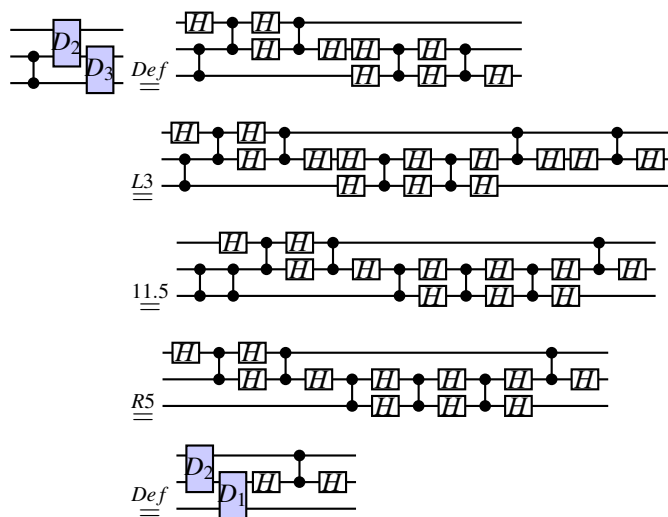 D₂ H H
H H H H
D₃ Def = H H H
H H
H H H H H H H H
L3 = H H H
H H
H H H H H H
11.5 = H H H
H H
H H H H H H
R5 = H H H
D₂
H H
Def = D₁